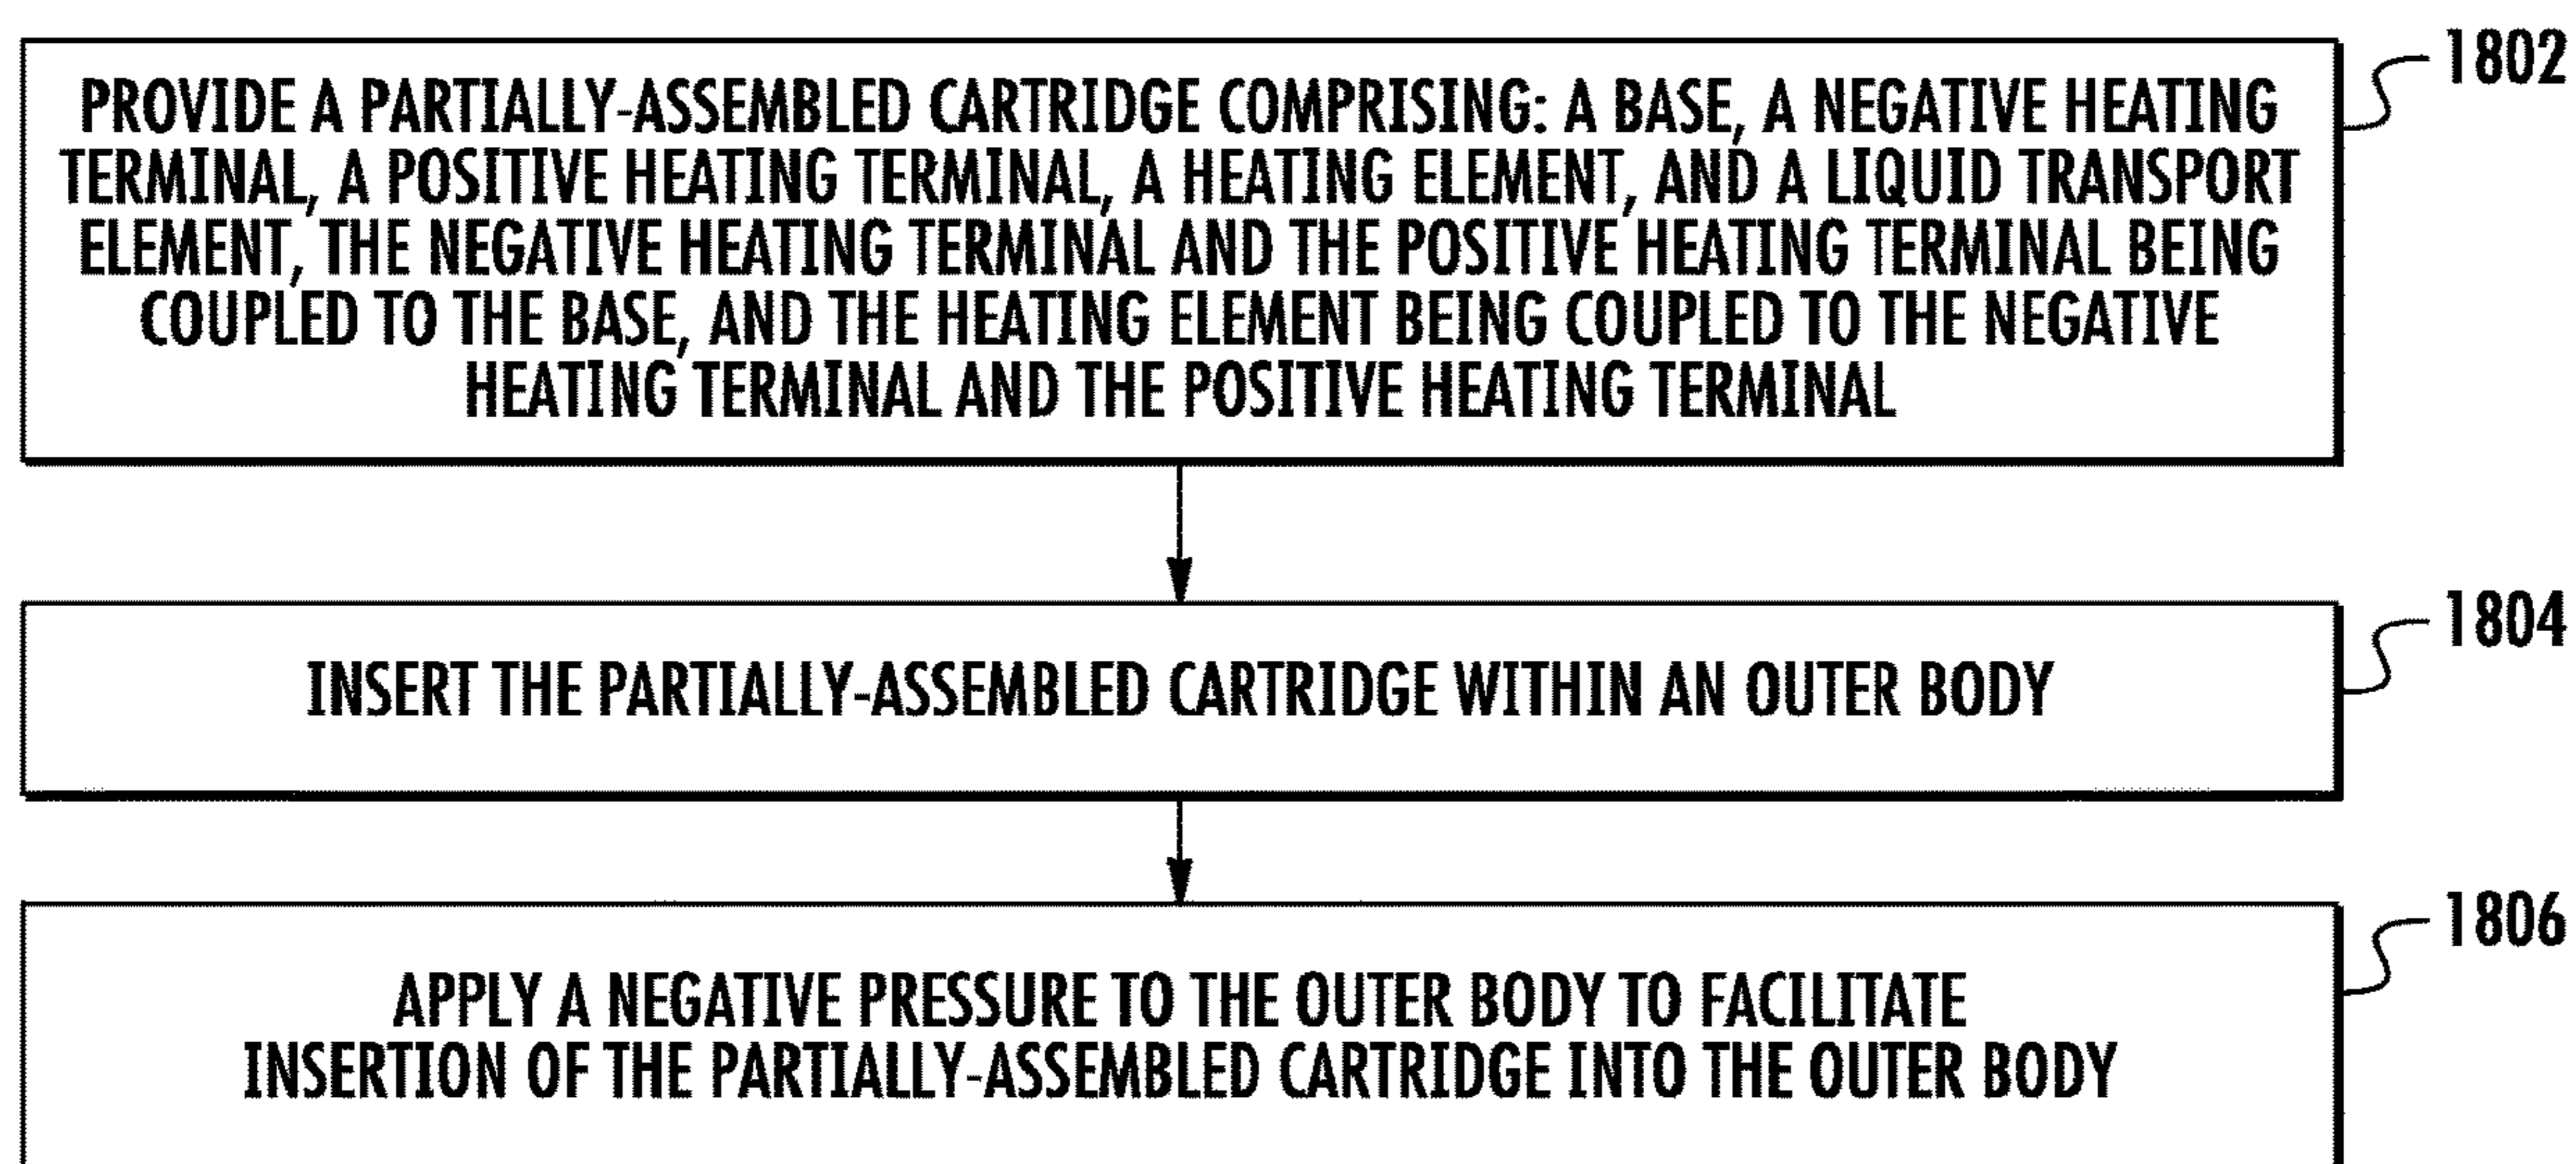 1802
PROVIDE A PARTIALLY-ASSEMBLED CARTRIDGE COMPRISING: A BASE, A NEGATIVE HEATING
TERMINAL, A POSITIVE HEATING TERMINAL, A HEATING ELEMENT, AND A LIQUID TRANSPORT
ELEMENT, THE NEGATIVE HEATING TERMINAL AND THE POSITIVE HEATING TERMINAL BEING
COUPLED TO THE BASE, AND THE HEATING ELEMENT BEING COUPLED TO THE NEGATIVE
HEATING TERMINAL AND THE POSITIVE HEATING TERMINAL
1804
INSERT THE PARTIALLY-ASSEMBLED CARTRIDGE WITHIN AN OUTER BODY
1806
APPLY A NEGATIVE PRESSURE TO THE OUTER BODY TO FACILITATE
INSERTION OF THE PARTIALLY-ASSEMBLED CARTRIDGE INTO THE OUTER BODY